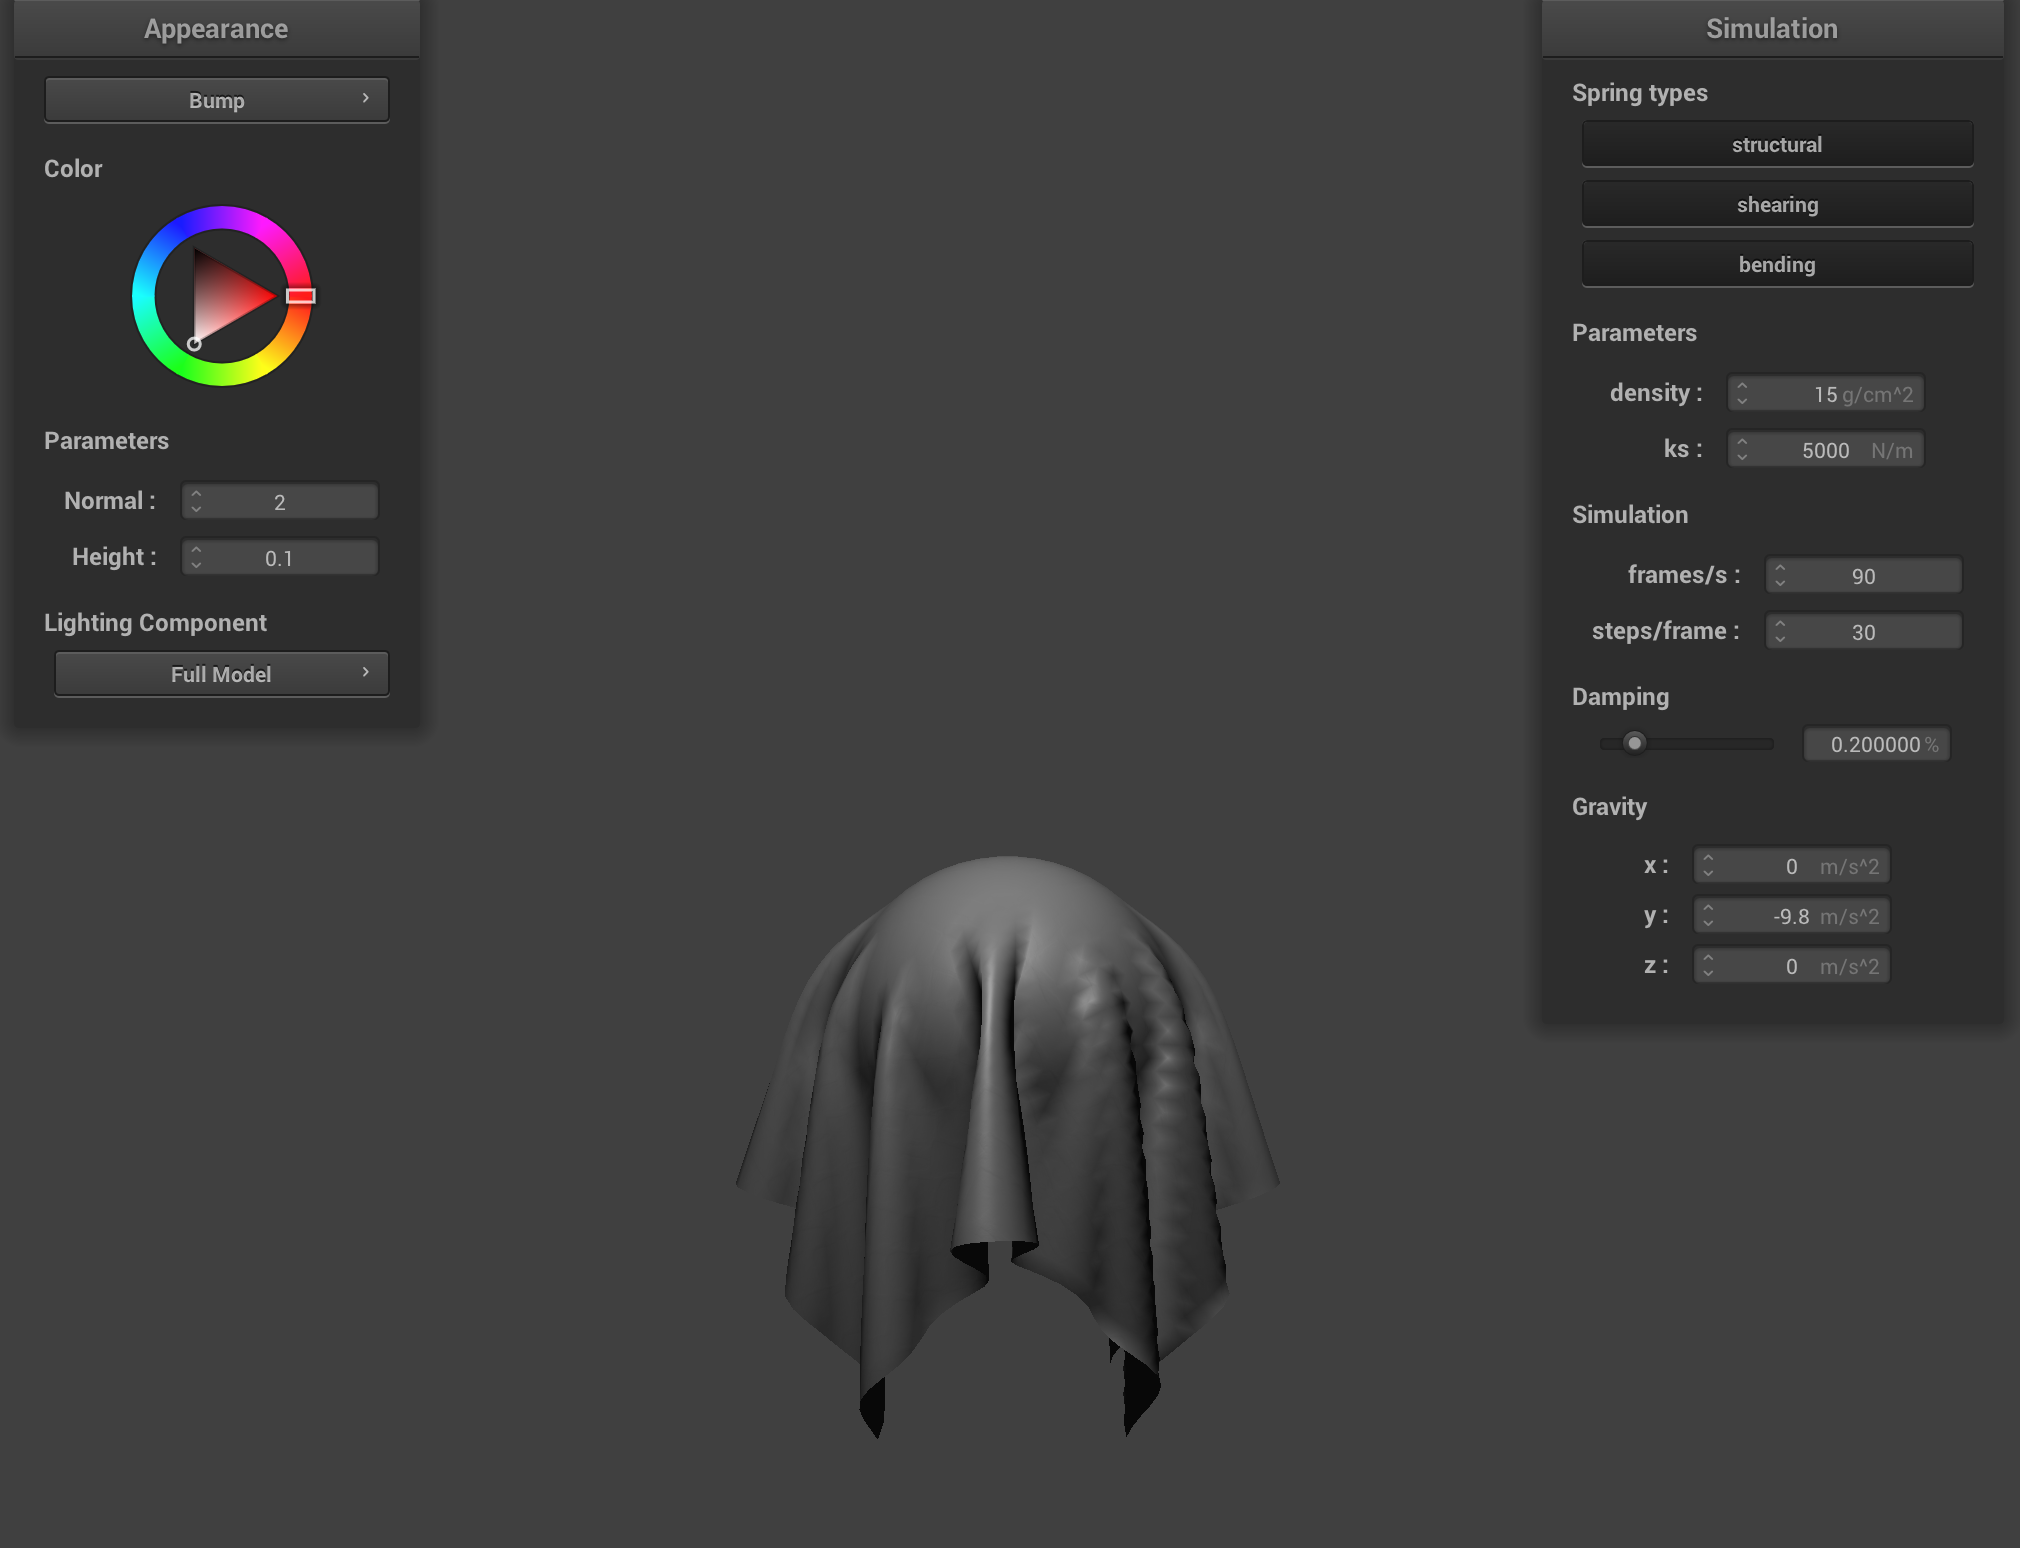 Appearance
Bump
Color
Parameters
Normal : 2
Height : 0.1
Lighting Component
Full Model
Simulation
Spring types
structural
shearing
bending
Parameters
density : 15 g/cm^2
ks : 5000 N/m
Simulation
frames/s : 90
steps/frame : 30
Damping
0.200000 %
Gravity
x : 0 m/s^2
y : -9.8 m/s^2
z : 0 m/s^2